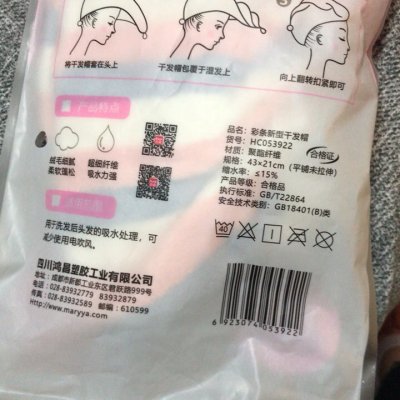 将干发帽套在头上
干发帽包覆于湿发上
向上翻转扣紧即可
产品特点
绒毛细腻
柔软蓬松
超细纤维
吸水力强
品名：彩条新型干发帽
货号：HC053922
材质：聚酯纤维
规格：43×21cm（平铺未拉伸）
缩水率：≤15%
产品等级：合格品
执行标准：GB/T22864
安全技术类别：GB18401(B)类
合格证
适用范围
用于洗发后头发的吸水处理，可
减少使用电吹风。
40
四川鸿昌塑胶工业有限公司
地址：成都市新都工业东区君跃路999号
电话：028-83932779 83932879
传真：028-83932589 邮编：610599
http://www.maryya.com
6923074053922